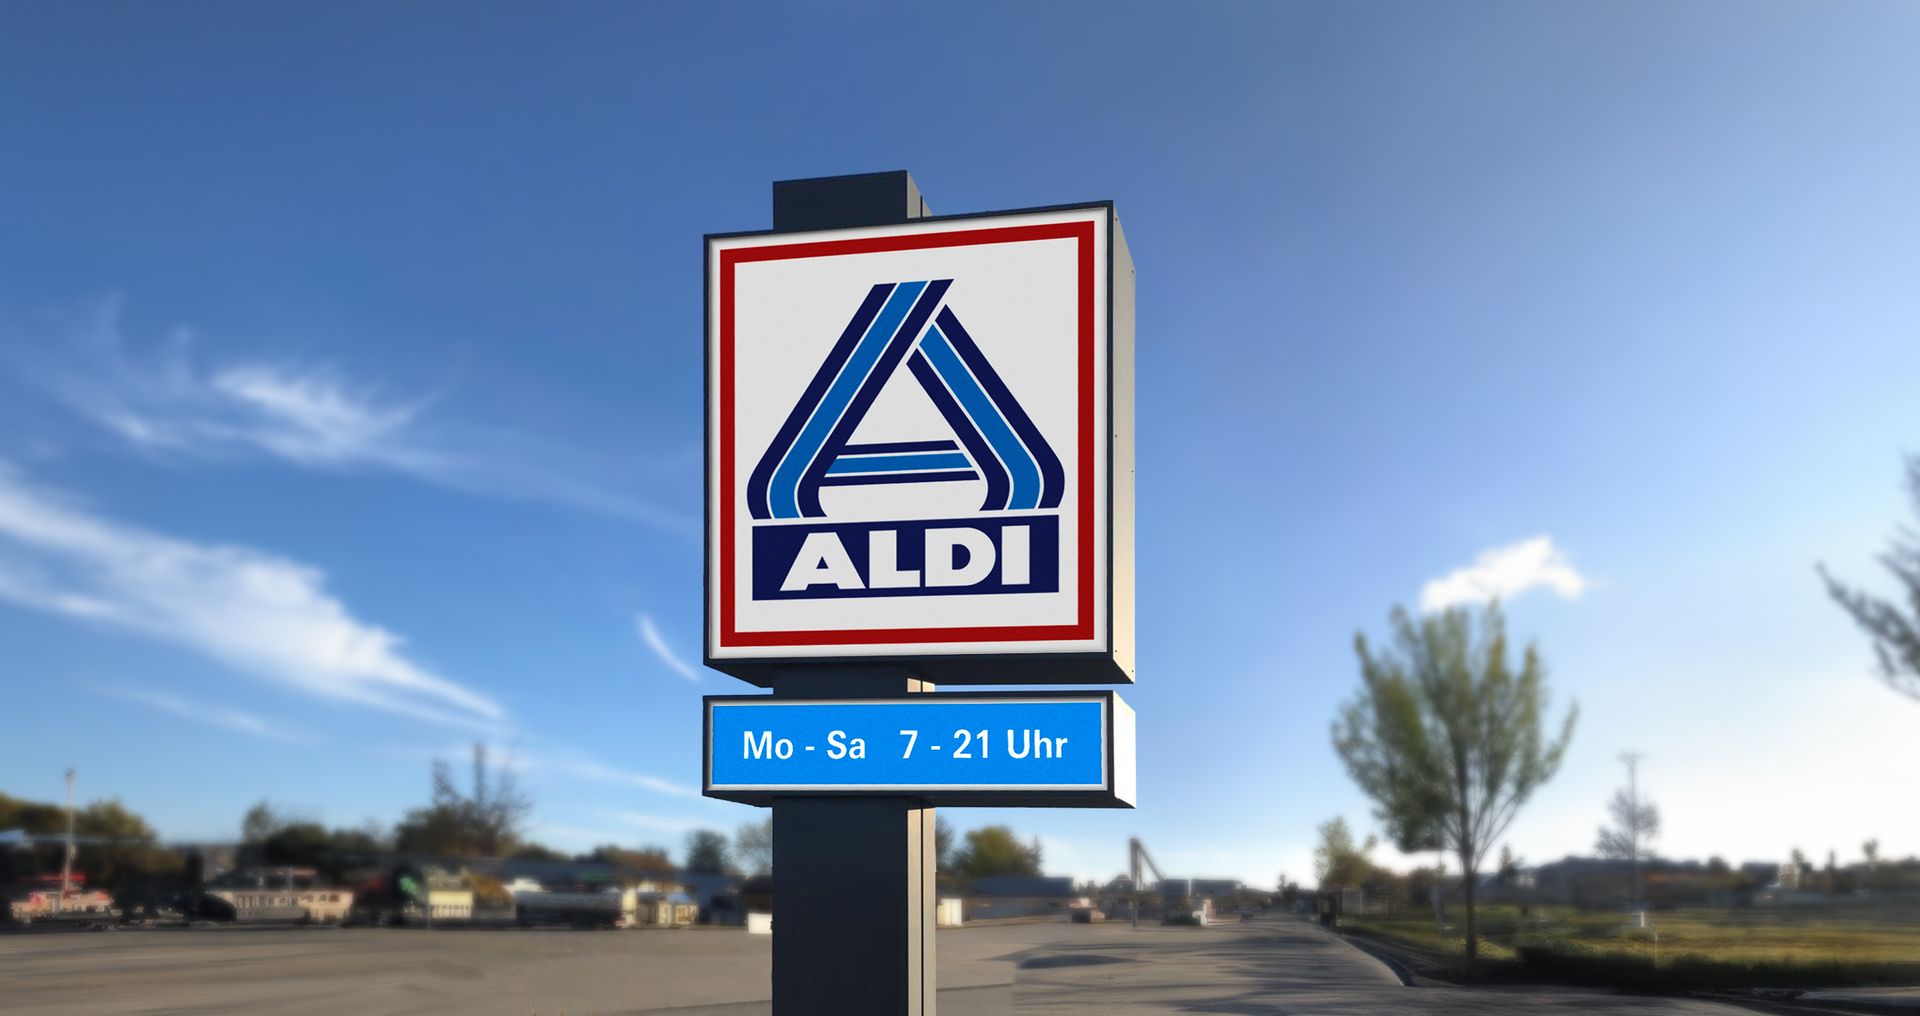 ALDI
Mo - Sa 7 - 21 Uhr